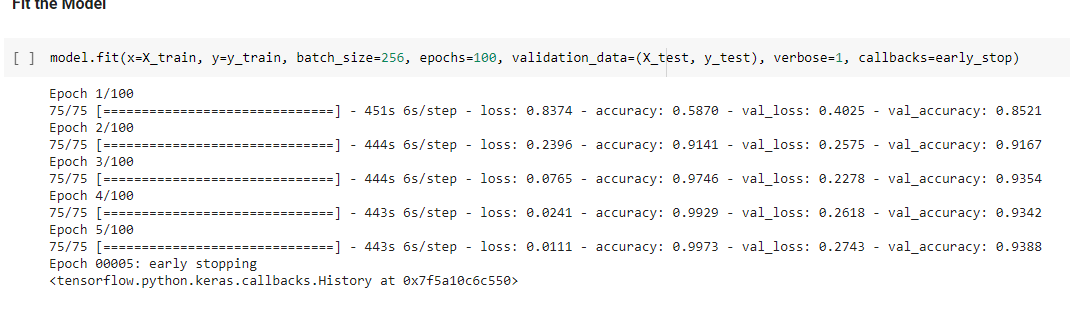 Fit the Model
[ ] model.fit(x=X_train, y=y_train, batch_size=256, epochs=100, validation_data=(X_test, y_test), verbose=1, callbacks=early_stop)
Epoch 1/100
75/75 [==============================] - 451s 6s/step - loss: 0.8374 - accuracy: 0.5870 - val_loss: 0.4025 - val_accuracy: 0.8521
Epoch 2/100
75/75 [==============================] - 444s 6s/step - loss: 0.2396 - accuracy: 0.9141 - val_loss: 0.2575 - val_accuracy: 0.9167
Epoch 3/100
75/75 [==============================] - 444s 6s/step - loss: 0.0765 - accuracy: 0.9746 - val_loss: 0.2278 - val_accuracy: 0.9354
Epoch 4/100
75/75 [==============================] - 443s 6s/step - loss: 0.0241 - accuracy: 0.9929 - val_loss: 0.2618 - val_accuracy: 0.9342
Epoch 5/100
75/75 [==============================] - 443s 6s/step - loss: 0.0111 - accuracy: 0.9973 - val_loss: 0.2743 - val_accuracy: 0.9388
Epoch 00005: early stopping
<tensorflow.python.keras.callbacks.History at 0x7f5a10c6c550>